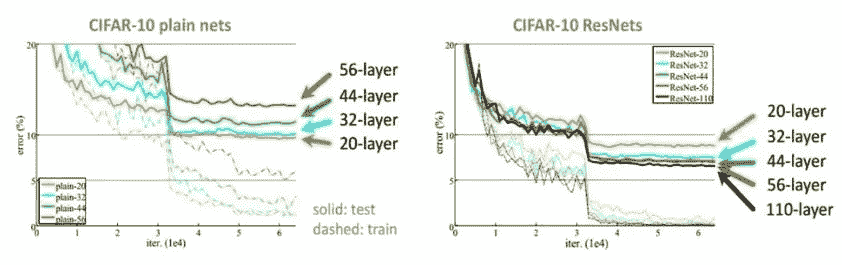 CIFAR-10 plain nets
20
10
5
0
error (%)
0 1 2 3 4 5 6
iter. (1e4)
plain-20
plain-32
plain-44
plain-56
56-layer
44-layer
32-layer
20-layer
solid: test
dashed: train
CIFAR-10 ResNets
20
10
5
0
error (%)
0 1 2 3 4 5 6
iter. (1e4)
ResNet-20
ResNet-32
ResNet-44
ResNet-56
ResNet-110
20-layer
32-layer
44-layer
56-layer
110-layer